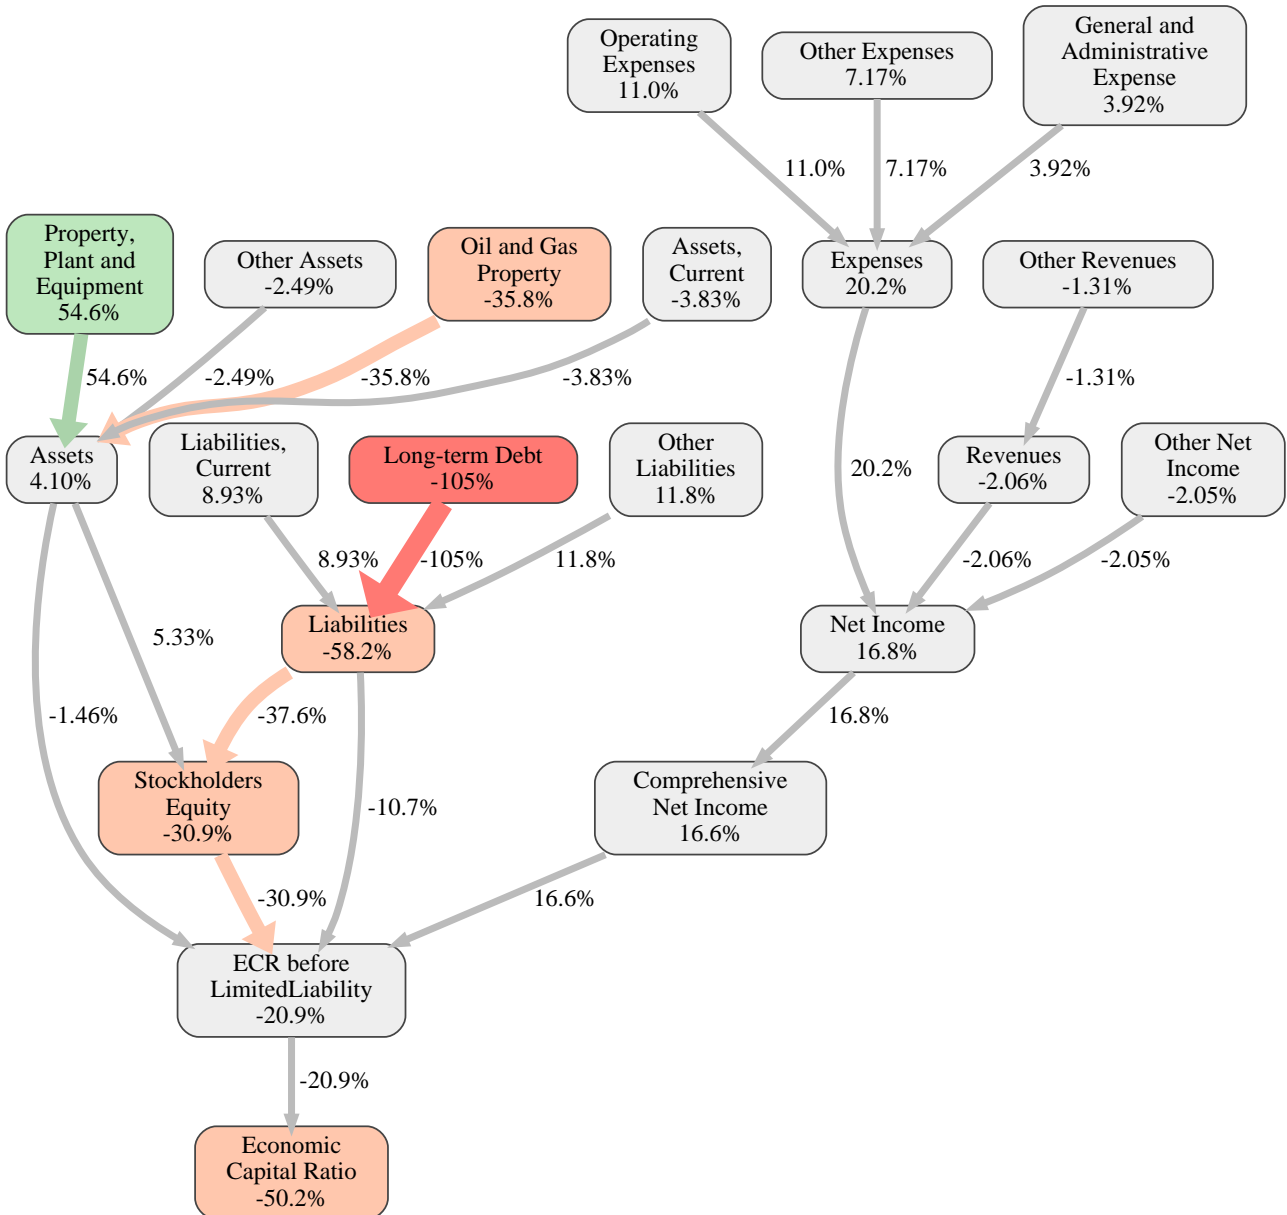 Operating
Expenses
11.0%
Other Expenses
7.17%
General and
Administrative
Expense
3.92%
11.0%
7.17%
3.92%
Property,
Plant and
Equipment
54.6%
Other Assets
-2.49%
Oil and Gas
Property
-35.8%
Assets,
Current
-3.83%
Expenses
20.2%
Other Revenues
-1.31%
54.6%
-2.49%
-35.8%
-3.83%
-1.31%
Assets
4.10%
Liabilities,
Current
8.93%
Long-term Debt
-105%
Other
Liabilities
11.8%
20.2%
Revenues
-2.06%
Other Net
Income
-2.05%
8.93%
-105%
11.8%
-2.06%
-2.05%
5.33%
Liabilities
-58.2%
Net Income
16.8%
-1.46%
-37.6%
16.8%
Stockholders
Equity
-30.9%
-10.7%
Comprehensive
Net Income
16.6%
-30.9%
16.6%
ECR before
LimitedLiability
-20.9%
-20.9%
Economic
Capital Ratio
-50.2%